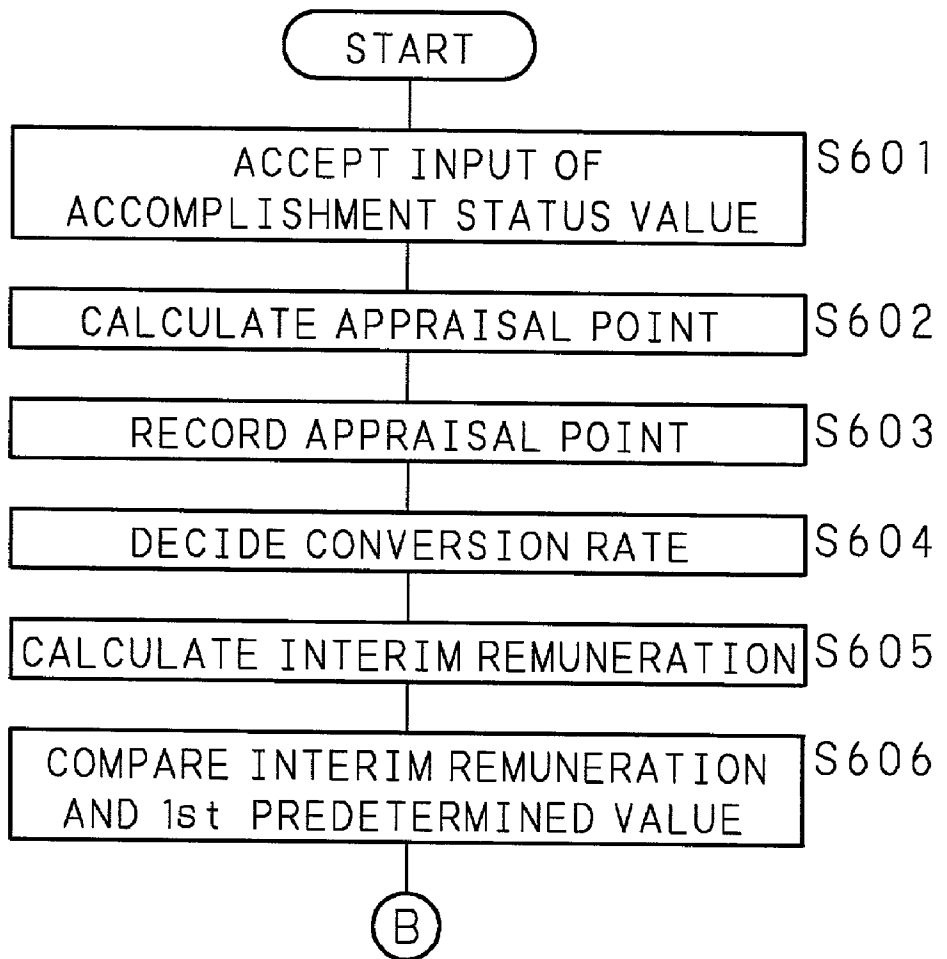 START
ACCEPT INPUT OF S601
ACCOMPLISHMENT STATUS VALUE
CALCULATE APPRAISAL POINT S602
RECORD APPRAISAL POINT S603
DECIDE CONVERSION RATE S604
CALCULATE INTERIM REMUNERATION S605
COMPARE INTERIM REMUNERATION S606
AND 1st PREDETERMINED VALUE
B